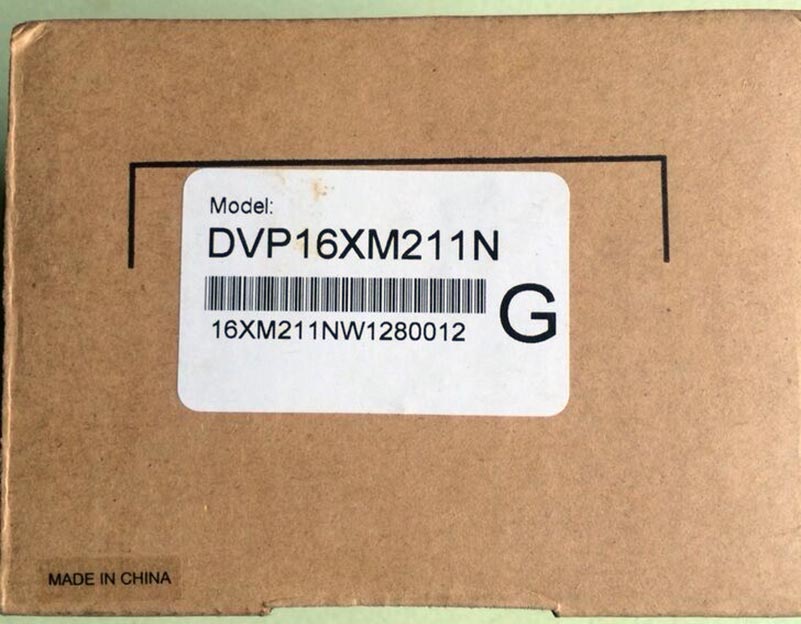 Model:
DVP16XM211N
G
16XM211NW1280012
MADE IN CHINA